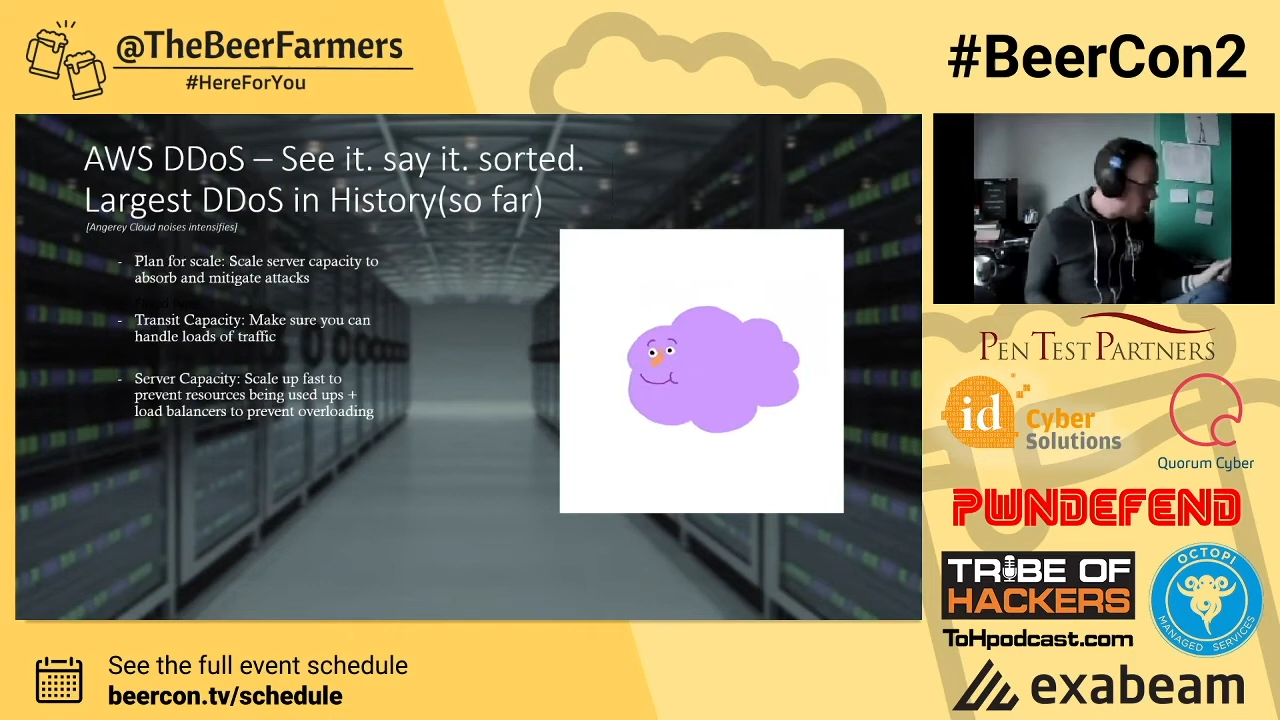 @TheBeerFarmers
#HereForYou
#BeerCon2
AWS DDoS – See it. say it. sorted.
Largest DDoS in History(so far)
[Angerey Cloud noises intensifies]
- Plan for scale: Scale server capacity to
absorb and mitigate attacks
- Transit Capacity: Make sure you can
handle loads of traffic
- Server Capacity: Scale up fast to
prevent resources being used ups +
load balancers to prevent overloading
PEN TEST PARTNERS
id Cyber
Solutions
Quorum Cyber
PWNDEFEND
TRIBE OF
HACKERS
ToHpodcast.com
OCTOPI
MANAGED SERVICES
exabeam
See the full event schedule
beercon.tv/schedule